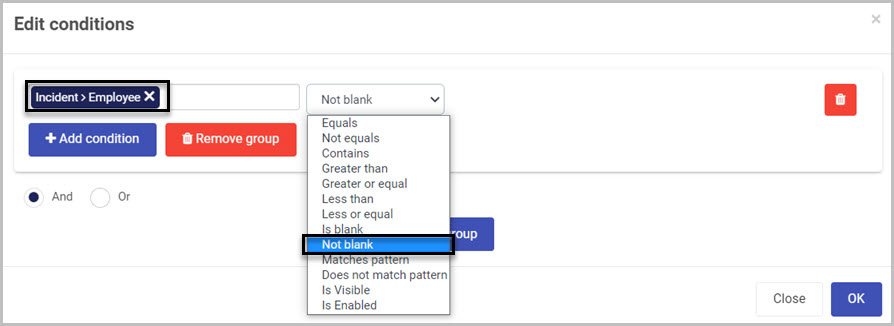 Edit conditions
×
Incident > Employee ✕
Not blank
Equals
Not equals
Contains
Greater than
Greater or equal
Less than
Less or equal
Is blank
Not blank
Matches pattern
Does not match pattern
Is Visible
Is Enabled
+ Add condition
Remove group
And
Or
oup
Close
OK